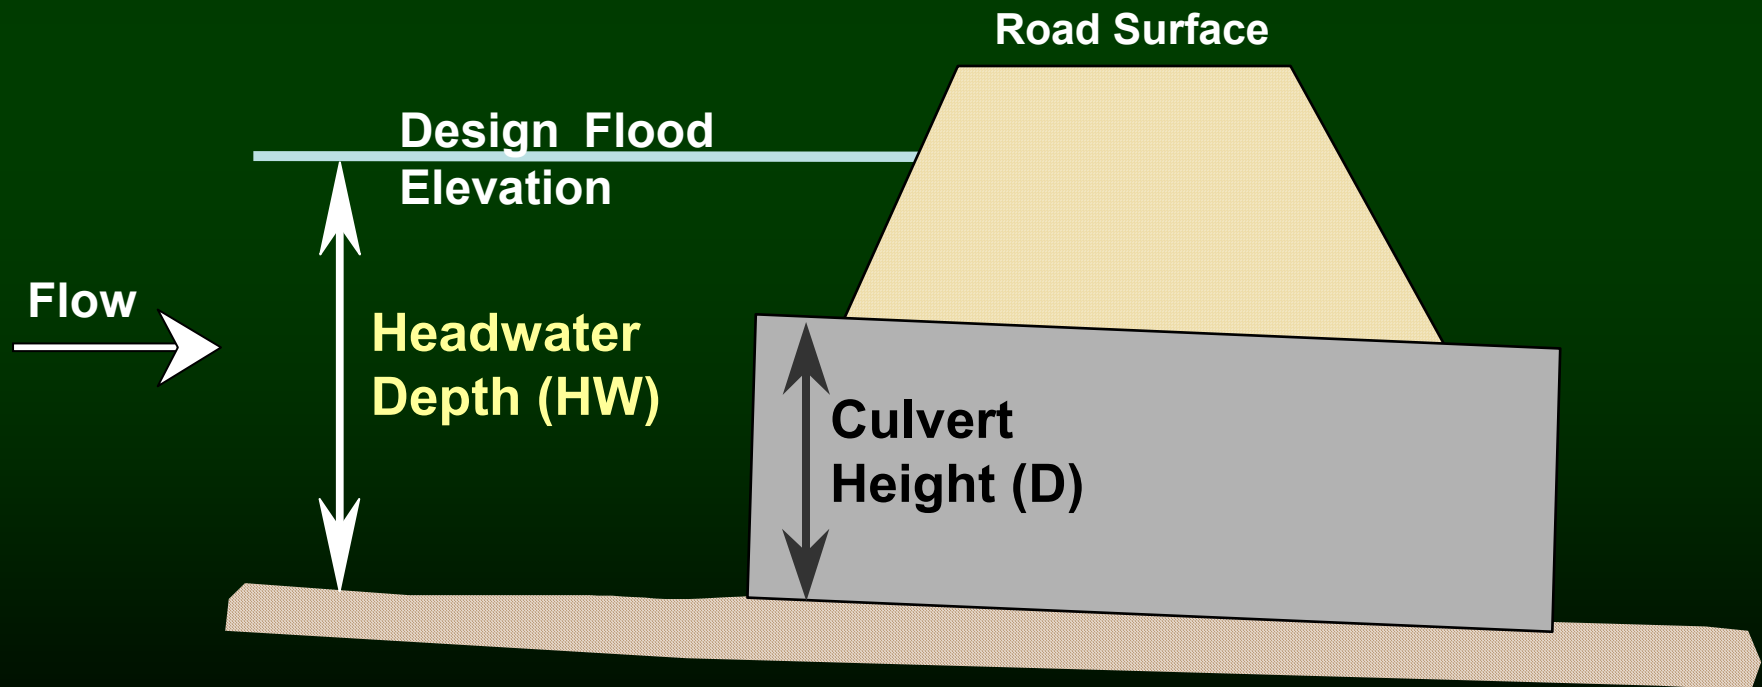 Road Surface
Design Flood
Elevation
Flow
Headwater
Depth (HW)
Culvert
Height (D)